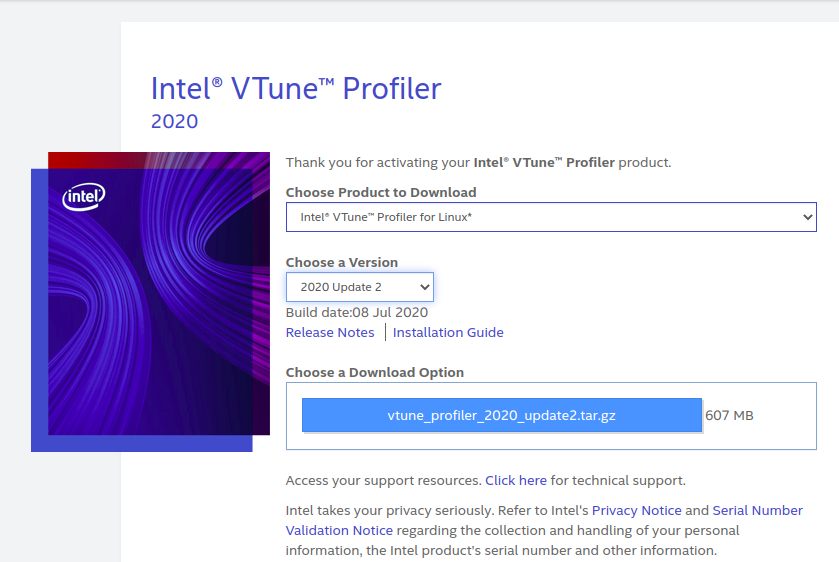 Intel® VTune™ Profiler
2020
intel
Thank you for activating your Intel® VTune™ Profiler product.
Choose Product to Download
Intel® VTune™ Profiler for Linux*
Choose a Version
2020 Update 2
Build date:08 Jul 2020
Release Notes | Installation Guide
Choose a Download Option
vtune_profiler_2020_update2.tar.gz 607 MB
Access your support resources. Click here for technical support.
Intel takes your privacy seriously. Refer to Intel's Privacy Notice and Serial Number
Validation Notice regarding the collection and handling of your personal
information, the Intel product's serial number and other information.